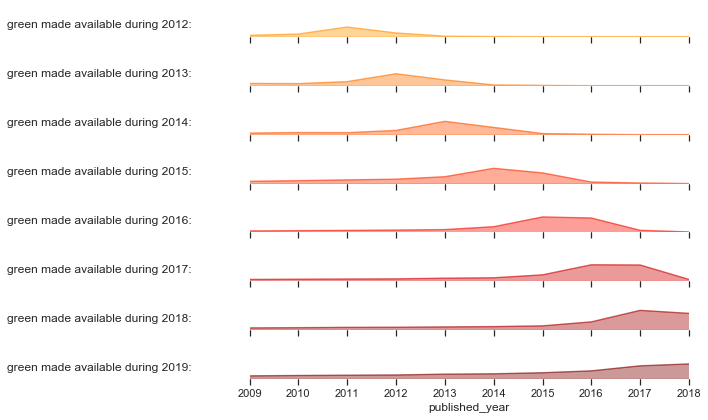 green made available during 2012:
green made available during 2013:
green made available during 2014:
green made available during 2015:
green made available during 2016:
green made available during 2017:
green made available during 2018:
green made available during 2019:
2009 2010 2011 2012 2013 2014 2015 2016 2017 2018
published_year